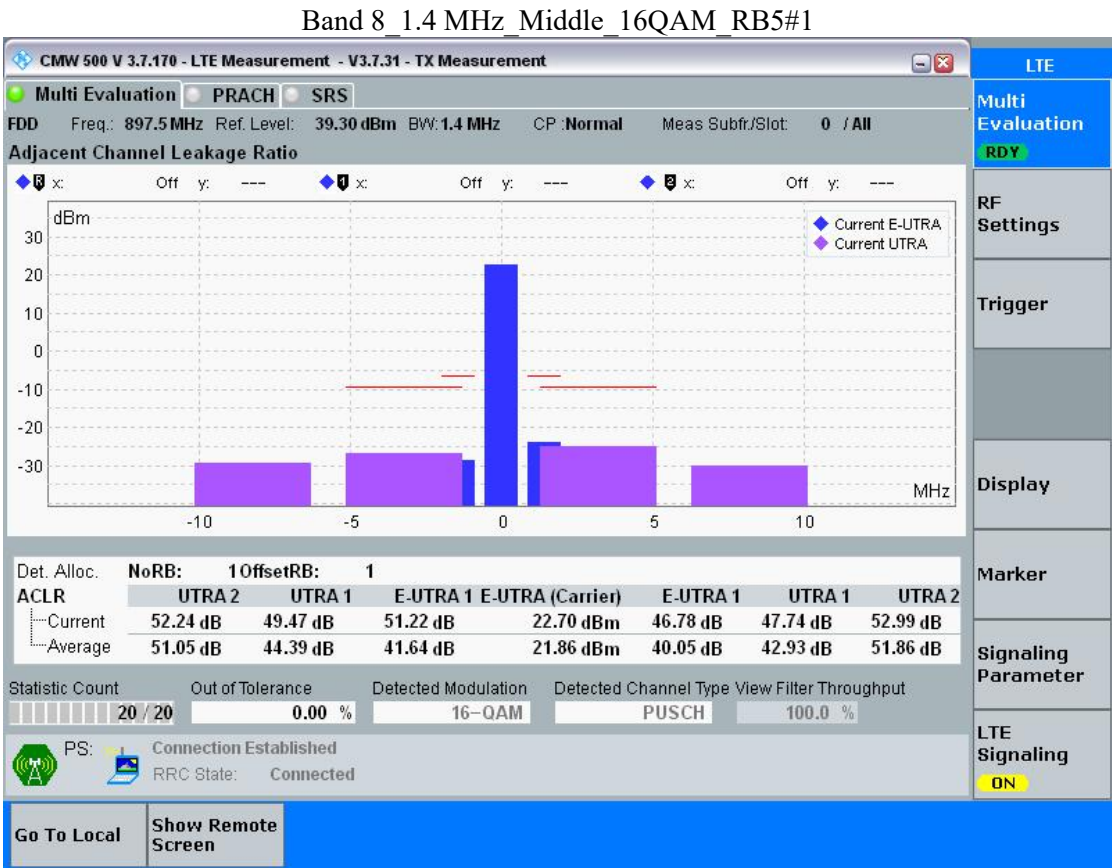 Band 8_1.4 MHz_Middle_16QAM_RB5#1
CMW 500 V 3.7.170 - LTE Measurement - V3.7.31 - TX Measurement
LTE
Multi Evaluation PRACH SRS
FDD Freq.: 897.5 MHz Ref. Level: 39.30 dBm BW: 1.4 MHz CP : Normal Meas Subfr./Slot: 0 / All
Adjacent Channel Leakage Ratio
R x: Off y: --- 1 x: Off y: --- 2 x: Off y: ---
dBm
Current E-UTRA
Current UTRA
30
20
10
0
-10
-20
-30
MHz
-10 -5 0 5 10
Det. Alloc. NoRB: 1 OffsetRB: 1
ACLR UTRA 2 UTRA 1 E-UTRA 1 E-UTRA (Carrier) E-UTRA 1 UTRA 1 UTRA 2
Current 52.24 dB 49.47 dB 51.22 dB 22.70 dBm 46.78 dB 47.74 dB 52.99 dB
Average 51.05 dB 44.39 dB 41.64 dB 21.86 dBm 40.05 dB 42.93 dB 51.86 dB
Statistic Count Out of Tolerance Detected Modulation Detected Channel Type View Filter Throughput
20 / 20 0.00 % 16-QAM PUSCH 100.0 %
PS: Connection Established
RRC State: Connected
Multi
Evaluation
RDY
RF
Settings
Trigger
Display
Marker
Signaling
Parameter
LTE
Signaling
ON
Go To Local
Show Remote
Screen